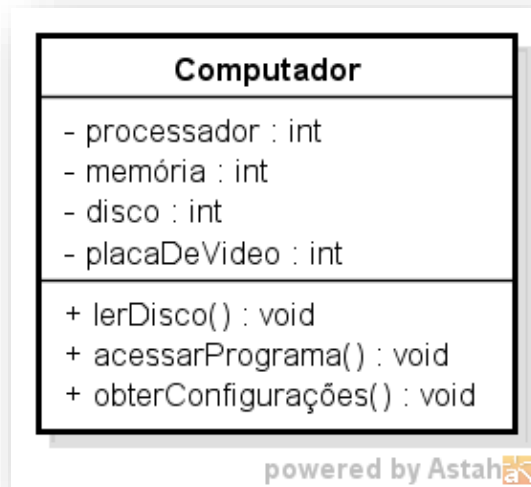 Computador
- processador : int
- memória : int
- disco : int
- placaDeVideo : int
+ lerDisco() : void
+ acessarPrograma() : void
+ obterConfigurações() : void
powered by Astah